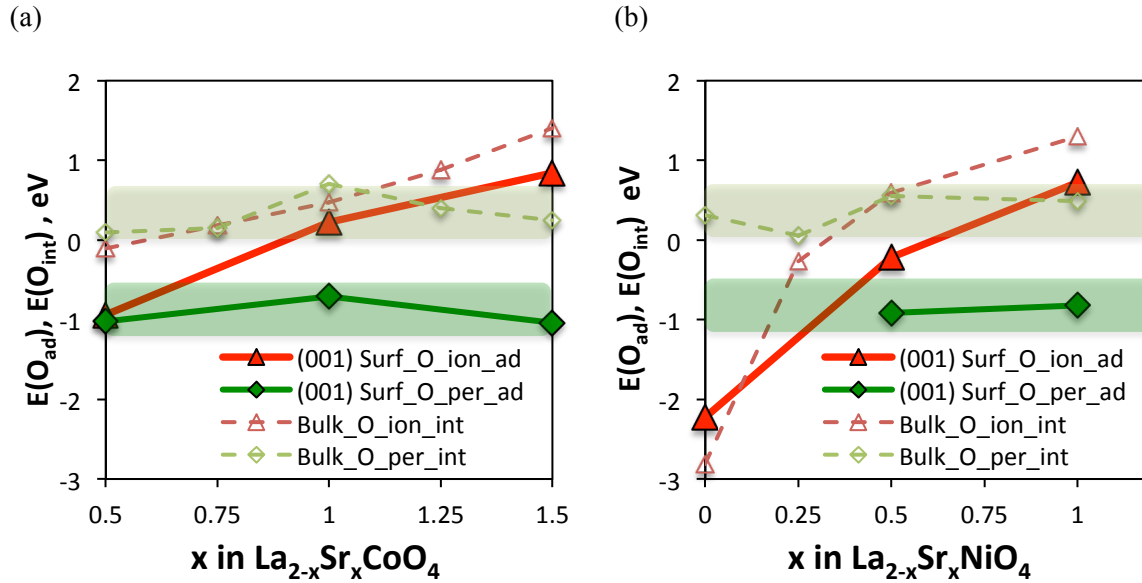 (a)
(b)
E(O_ad), E(O_int) , eV
2
1
0
-1
-2
-3
(001) Surf_O_ion_ad
(001) Surf_O_per_ad
Bulk_O_ion_int
Bulk_O_per_int
0.5 0.75 1 1.25 1.5
x in La₂₋ₓSrₓCoO₄
E(O_ad), E(O_int) eV
2
1
0
-1
-2
-3
(001) Surf_O_ion_ad
(001) Surf_O_per_ad
Bulk_O_ion_int
Bulk_O_per_int
0 0.25 0.5 0.75 1
x in La₂₋ₓSrₓNiO₄